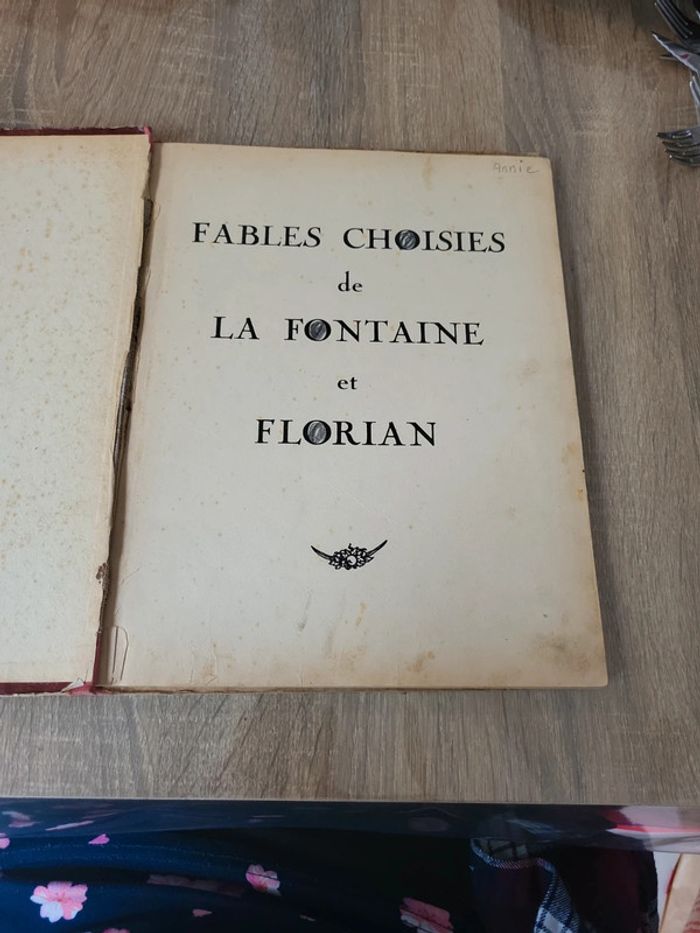 Annie
FABLES CHOISIES
de
LA FONTAINE
et
FLORIAN